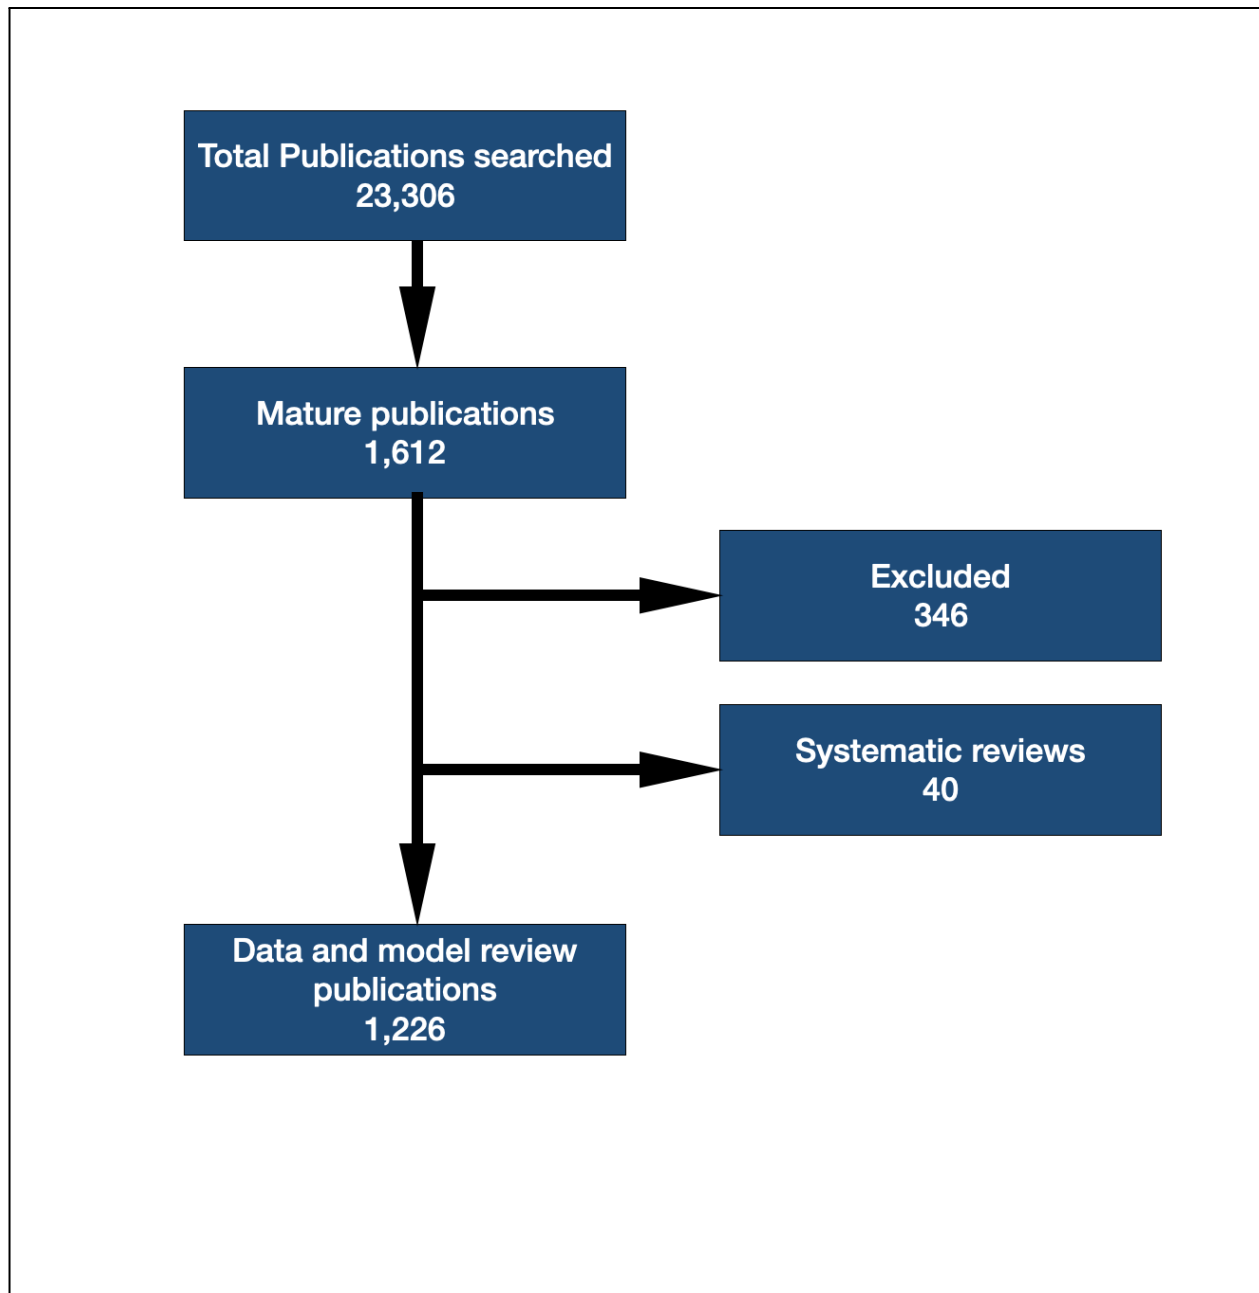 Total Publications searched
23,306
Mature publications
1,612
Excluded
346
Systematic reviews
40
Data and model review
publications
1,226